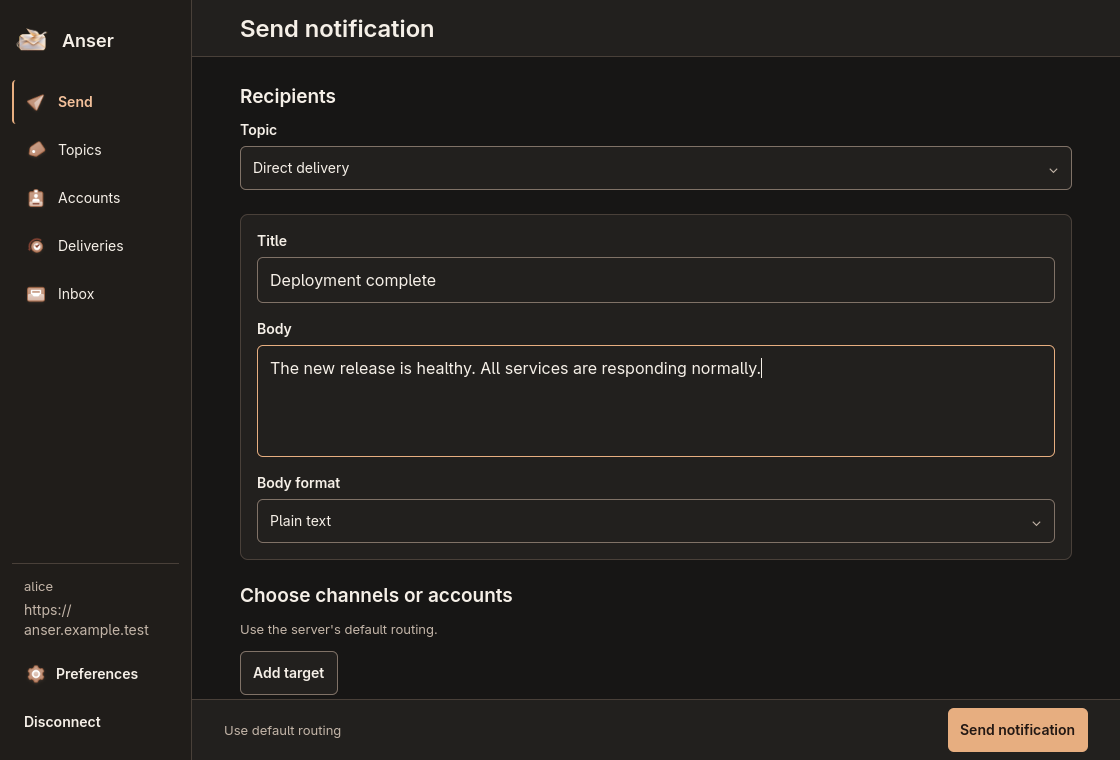 Anser
Send
Topics
Accounts
Deliveries
Inbox
alice
https://
anser.example.test
Preferences
Disconnect
Send notification
Recipients
Topic
Direct delivery
Title
Deployment complete
Body
The new release is healthy. All services are responding normally.
Body format
Plain text
Choose channels or accounts
Use the server's default routing.
Add target
Use default routing
Send notification